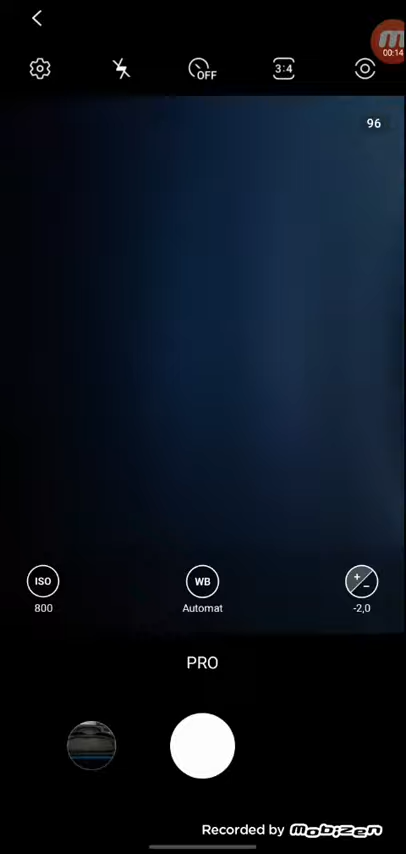 00:14
OFF
3:4
96
ISO
WB
800
Automat
-2,0
PRO
Recorded by mobizen